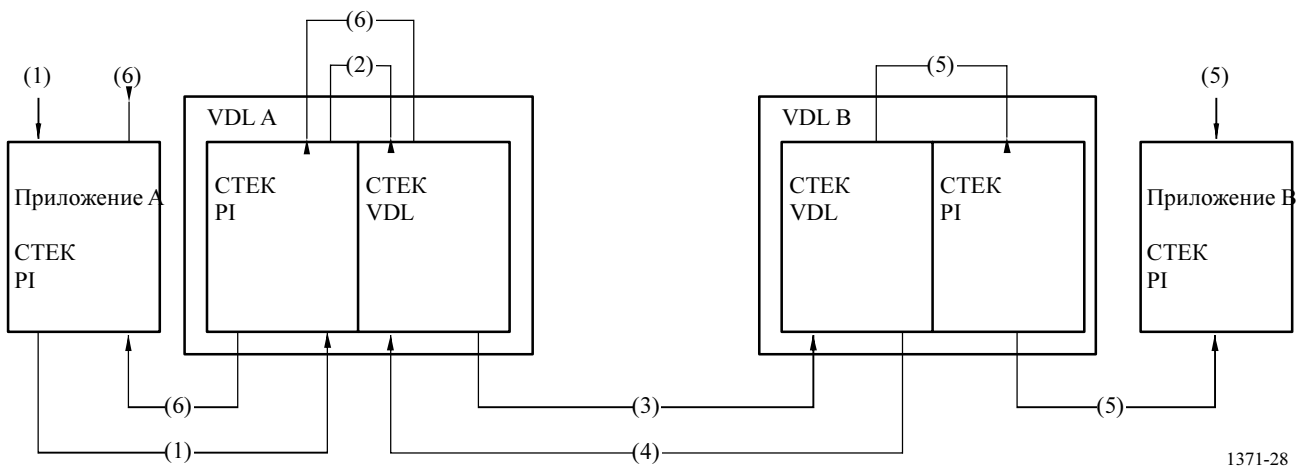 (6)
(2)
(5)
(1)
(6)
(5)
VDL A
VDL B
Приложение A
СТЕК
PI
СТЕК
PI
СТЕК
VDL
СТЕК
VDL
СТЕК
PI
Приложение B
СТЕК
PI
(6)
(3)
(5)
(1)
(4)
1371-28